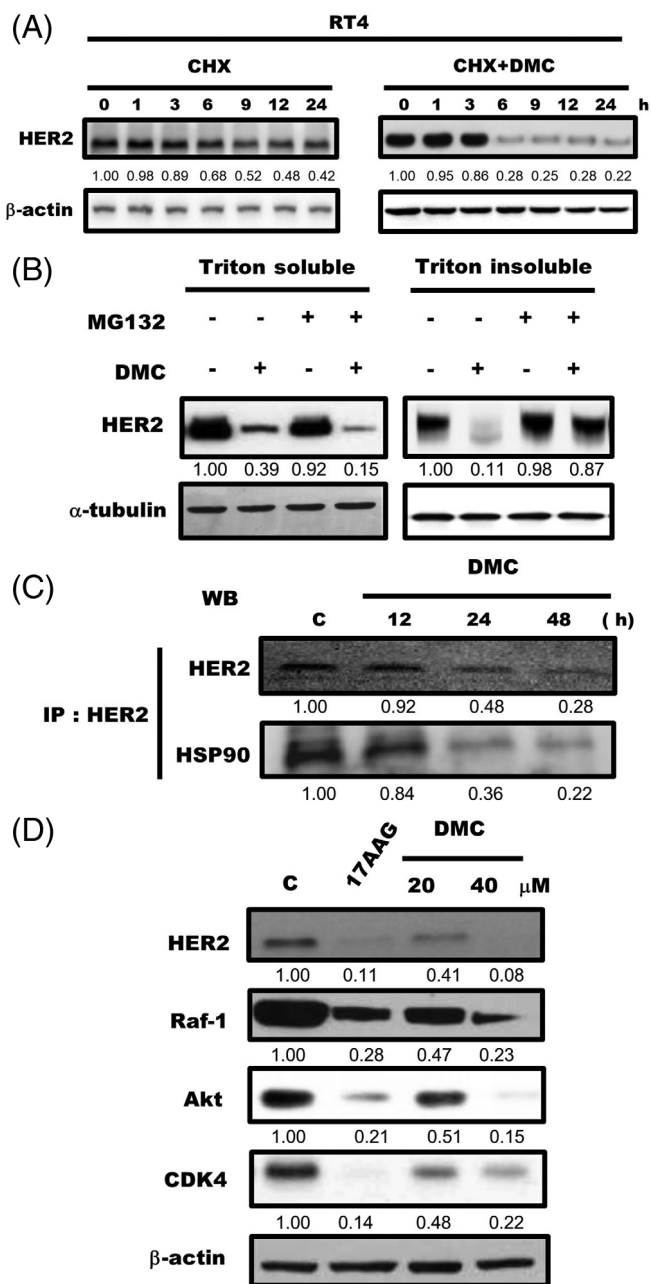 (A)
RT4
CHX CHX+DMC
0 1 3 6 9 12 24 0 1 3 6 9 12 24 h
HER2
1.00 0.98 0.89 0.68 0.52 0.48 0.42 1.00 0.95 0.86 0.28 0.25 0.28 0.22
β-actin
(B)
Triton soluble Triton insoluble
MG132 - - + + - - + +
DMC - + - + - + - +
HER2
1.00 0.39 0.92 0.15 1.00 0.11 0.98 0.87
α-tubulin
(C)
DMC
WB
C 12 24 48 ( h)
HER2
1.00 0.92 0.48 0.28
IP : HER2
HSP90
1.00 0.84 0.36 0.22
(D)
DMC
C 17AAG 20 40 μM
HER2
1.00 0.11 0.41 0.08
Raf-1
1.00 0.28 0.47 0.23
Akt
1.00 0.21 0.51 0.15
CDK4
1.00 0.14 0.48 0.22
β-actin